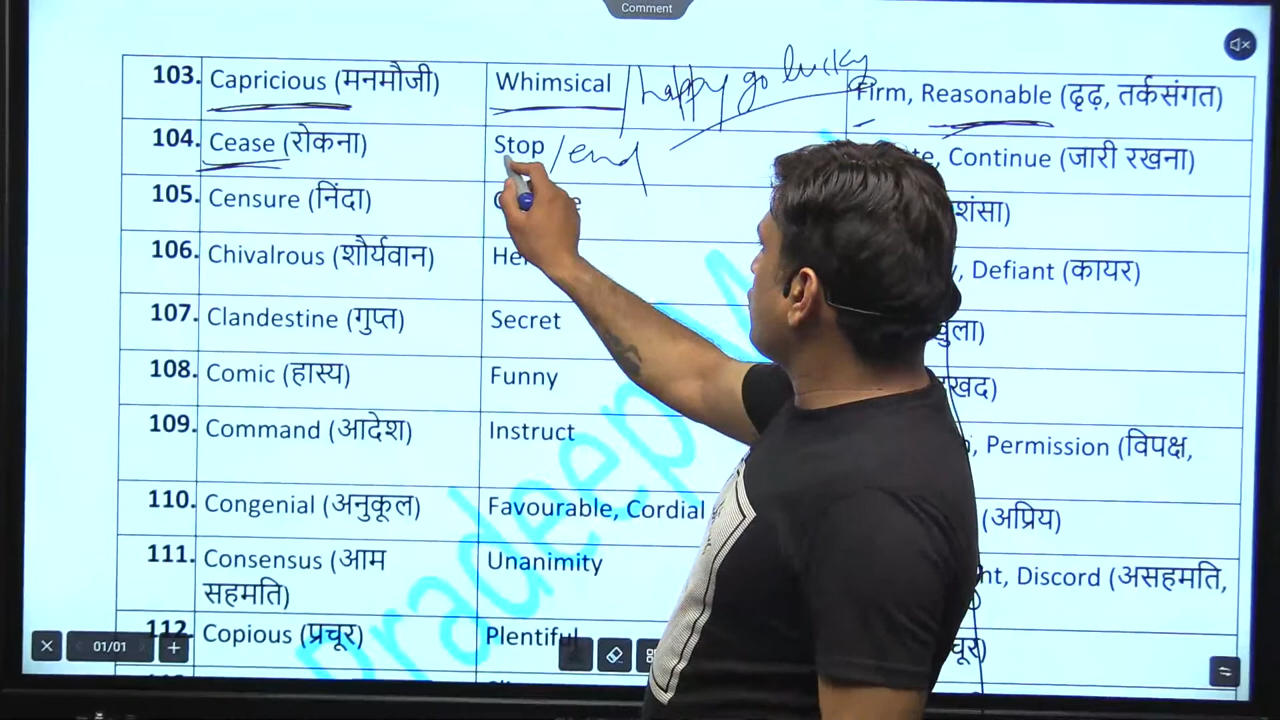 Comment
103. Capricious (मनमौजी) Whimsical / happy go lucky Firm, Reasonable (दृढ़, तर्कसंगत)
104. Cease (रोकना) Stop / end Continue (जारी रखना)
105. Censure (निंदा)
106. Chivalrous (शौर्यवान) Defiant (कायर)
107. Clandestine (गुप्त) Secret
108. Comic (हास्य) Funny
109. Command (आदेश) Instruct Permission (विपक्ष,
110. Congenial (अनुकूल) Favourable, Cordial (अप्रिय)
111. Consensus (आम Unanimity Discord (असहमति,
सहमति)
112. Copious (प्रचूर) Plentiful
01/01